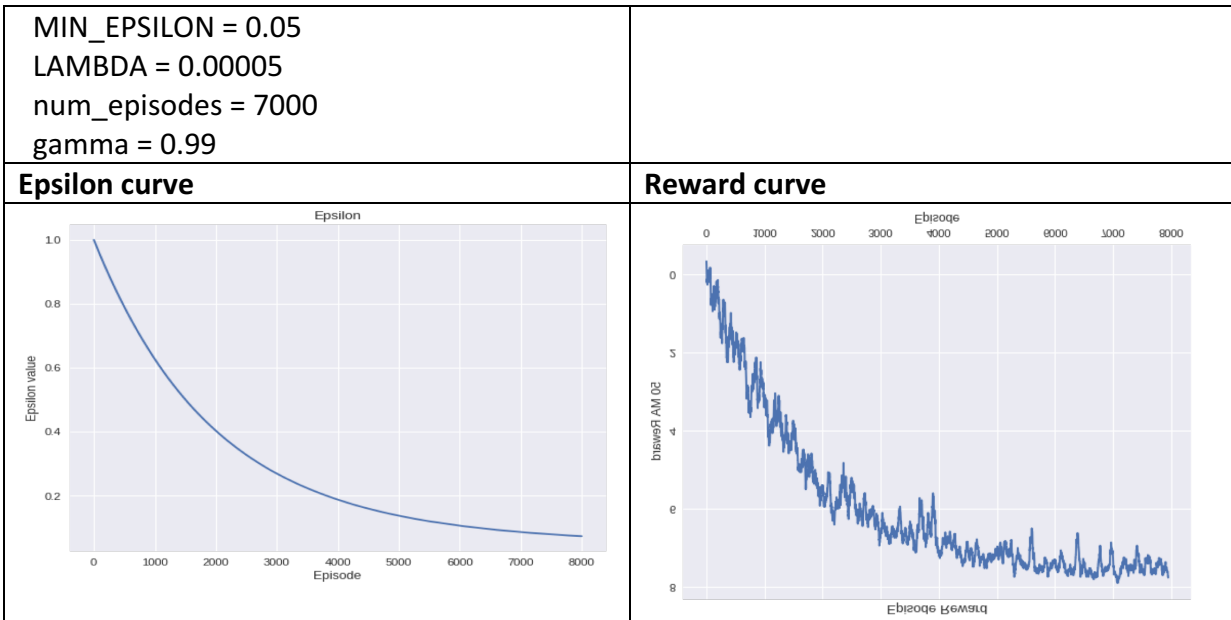 MIN_EPSILON = 0.05
LAMBDA = 0.00005
num_episodes = 7000
gamma = 0.99
Epsilon curve
Reward curve
Epsilon
1.0
0.8
0.6
0.4
0.2
Epsilon value
0 1000 2000 3000 4000 5000 6000 7000 8000
Episode
Episode
0 1000 2000 3000 4000 5000 6000 7000 8000
0
2
4
6
8
50 MA Reward
Episode Reward